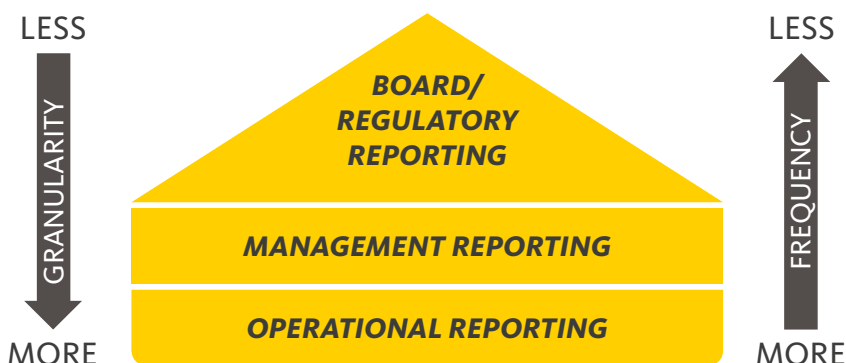 LESS
LESS
BOARD/
REGULATORY
REPORTING
GRANULARITY
FREQUENCY
MANAGEMENT REPORTING
OPERATIONAL REPORTING
MORE
MORE